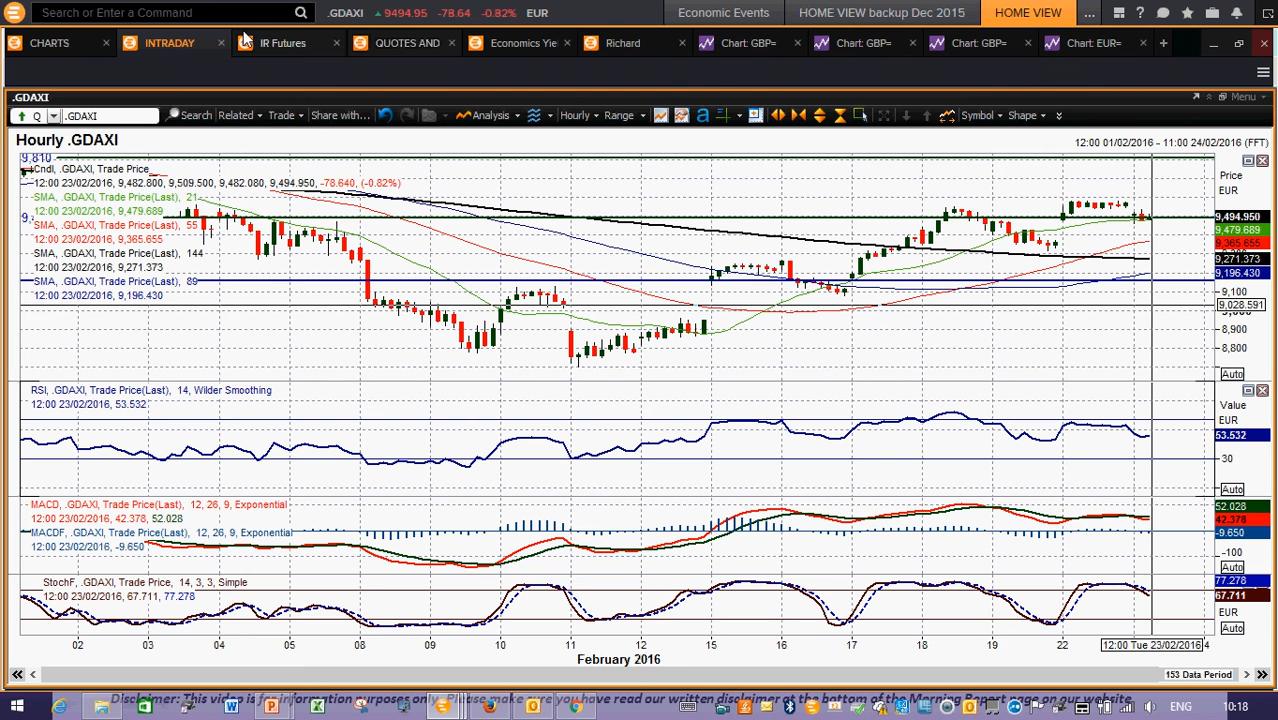 Search or Enter a Command
.GDAXI 9494.95 -78.64 -0.82% EUR
Economic Events
HOME VIEW backup Dec 2015
HOME VIEW
...
CHARTS
INTRADAY
IR Futures
QUOTES AND
Economics Yie
Richard
Chart: GBP=
Chart: GBP=
Chart: GBP=
Chart: EUR=
.GDAXI
Menu
Q .GDAXI Search Related Trade Share with... Analysis Hourly Range Symbol Shape
Hourly .GDAXI
12:00 01/02/2016 - 11:00 24/02/2016 (FFT)
9,810
Cndl, .GDAXI, Trade Price
12:00 23/02/2016, 9,482.800, 9,509.500, 9,482.080, 9,494.950, -78.640, (-0.82%)
SMA, .GDAXI, Trade Price(Last), 21
12:00 23/02/2016, 9,479.689
SMA, .GDAXI, Trade Price(Last), 55
12:00 23/02/2016, 9,365.655
SMA, .GDAXI, Trade Price(Last), 144
12:00 23/02/2016, 9,271.373
SMA, .GDAXI, Trade Price(Last), 89
12:00 23/02/2016, 9,196.430
Price
EUR
9,494.950
9,479.689
9,365.655
9,271.373
9,196.430
9,100
9,028.591
8,900
8,800
Auto
RSI, .GDAXI, Trade Price(Last), 14, Wilder Smoothing
12:00 23/02/2016, 53.532
Value
EUR
53.532
30
Auto
MACD, .GDAXI, Trade Price(Last), 12, 26, 9, Exponential
12:00 23/02/2016, 42.378, 52.028
MACDF, .GDAXI, Trade Price(Last), 12, 26, 9, Exponential
12:00 23/02/2016, -9.650
52.028
42.378
-9.650
-100
Auto
StochF, .GDAXI, Trade Price, 14, 3, 3, Simple
12:00 23/02/2016, 67.711, 77.278
77.278
67.711
EUR
Auto
02 03 04 05 08 09 10 11 12 15 16 17 18 19 22 12:00 Tue 23/02/2016 4
February 2016
153 Data Period
Disclaimer: This video is for information purposes only. Please make sure you have read our written disclaimer at the bottom of the Morning Report page on our website
ENG
10:18